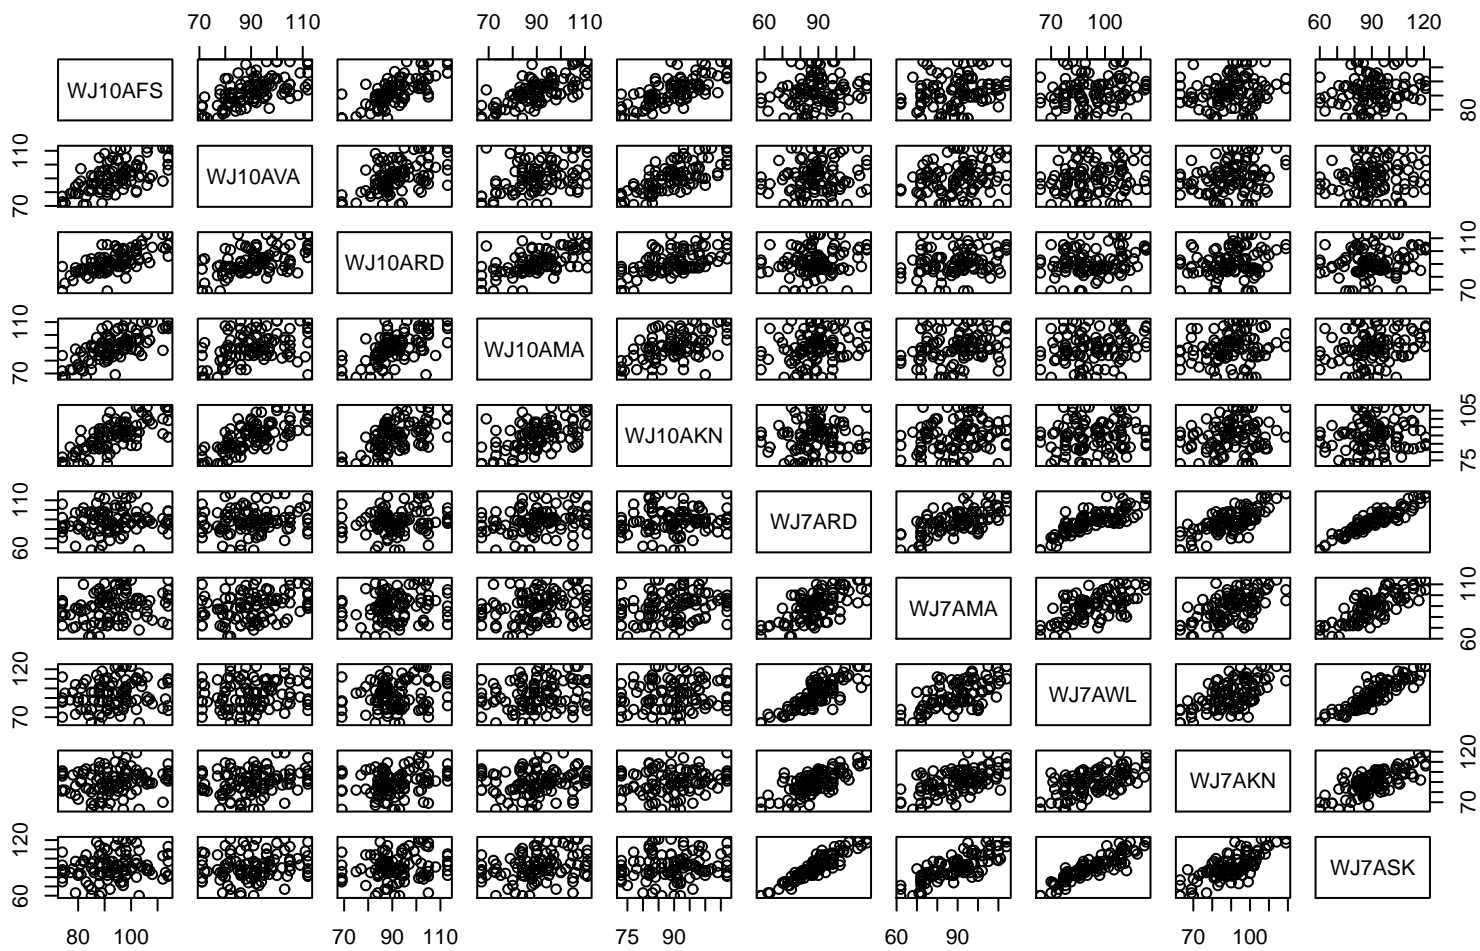 70 90 110 70 90 110 60 90 70 100 60 90 120
WJ10AFS 80
70 110 WJ10AVA
WJ10ARD 70 110
70 110 WJ10AMA
WJ10AKN 75 105
60 110 WJ7ARD
WJ7AMA 60 110
70 120 WJ7AWL
WJ7AKN 70 120
60 120 WJ7ASK
80 100 70 90 110 75 90 60 90 70 100